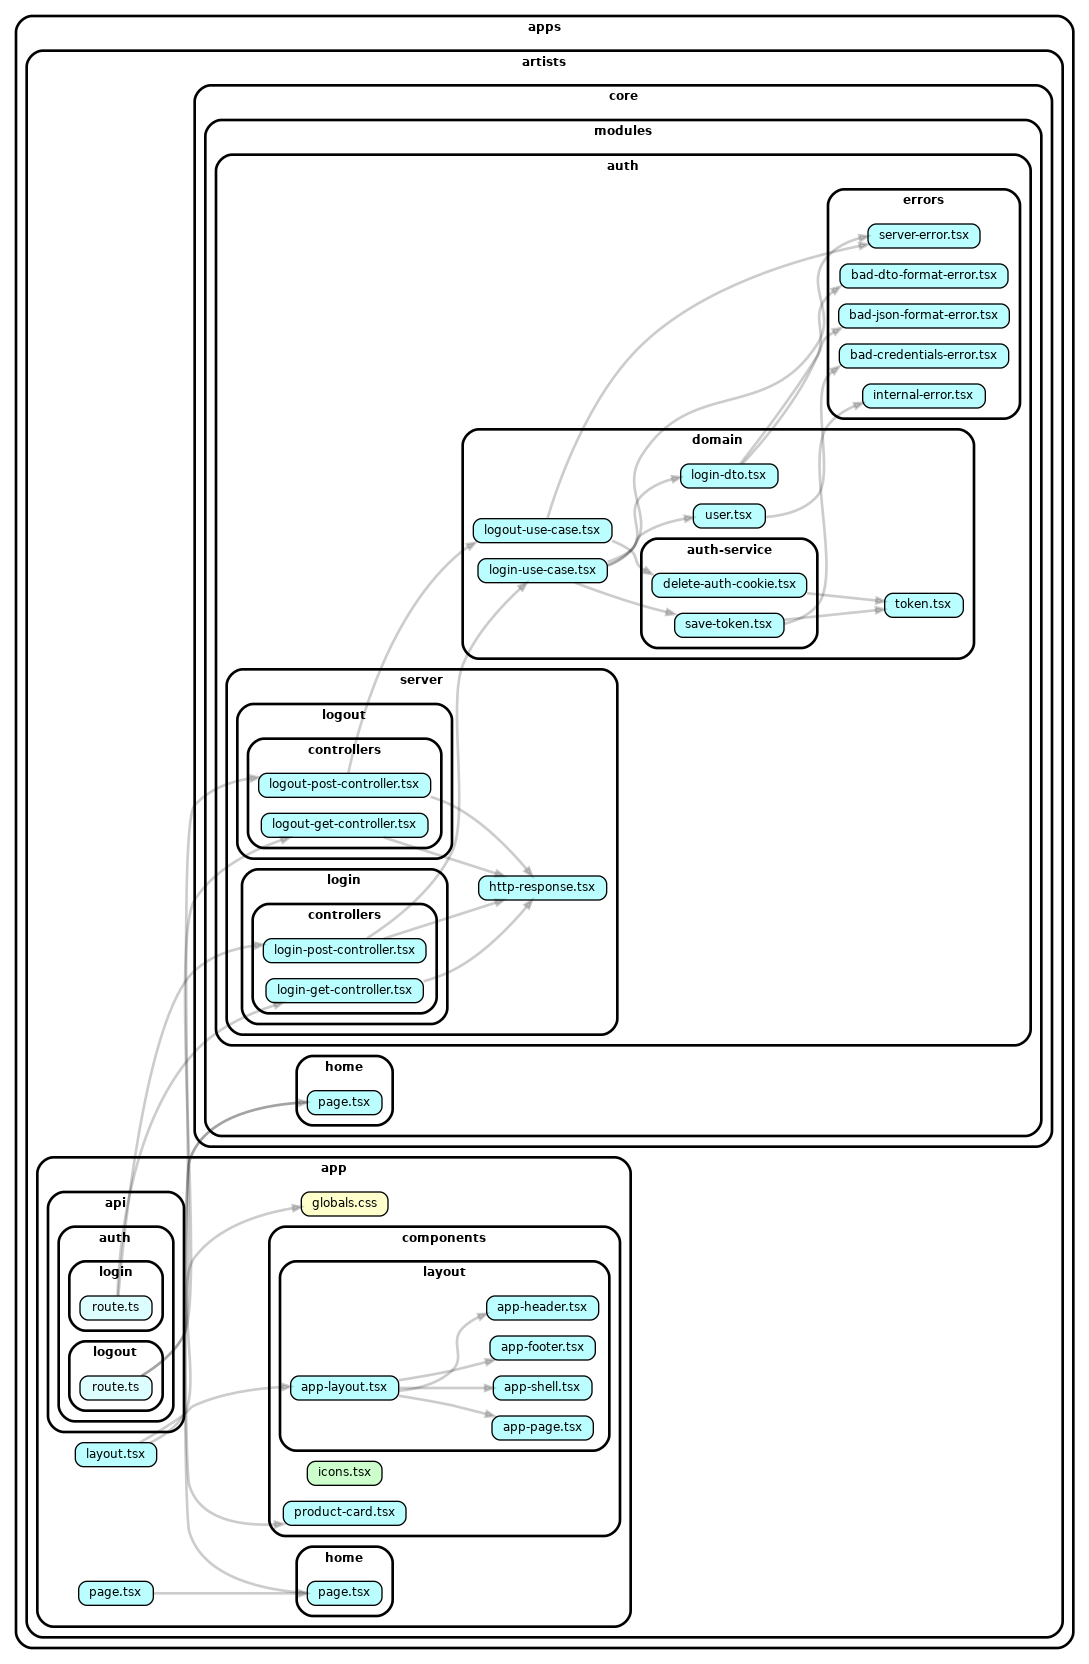 apps
artists
core
modules
auth
errors
server-error.tsx
bad-dto-format-error.tsx
bad-json-format-error.tsx
bad-credentials-error.tsx
internal-error.tsx
domain
login-dto.tsx
user.tsx
logout-use-case.tsx
login-use-case.tsx
auth-service
delete-auth-cookie.tsx
save-token.tsx
token.tsx
server
logout
controllers
logout-post-controller.tsx
logout-get-controller.tsx
login
controllers
login-post-controller.tsx
login-get-controller.tsx
http-response.tsx
home
page.tsx
app
api
auth
login
route.ts
logout
route.ts
layout.tsx
globals.css
components
layout
app-header.tsx
app-footer.tsx
app-layout.tsx
app-shell.tsx
app-page.tsx
icons.tsx
product-card.tsx
home
page.tsx
page.tsx